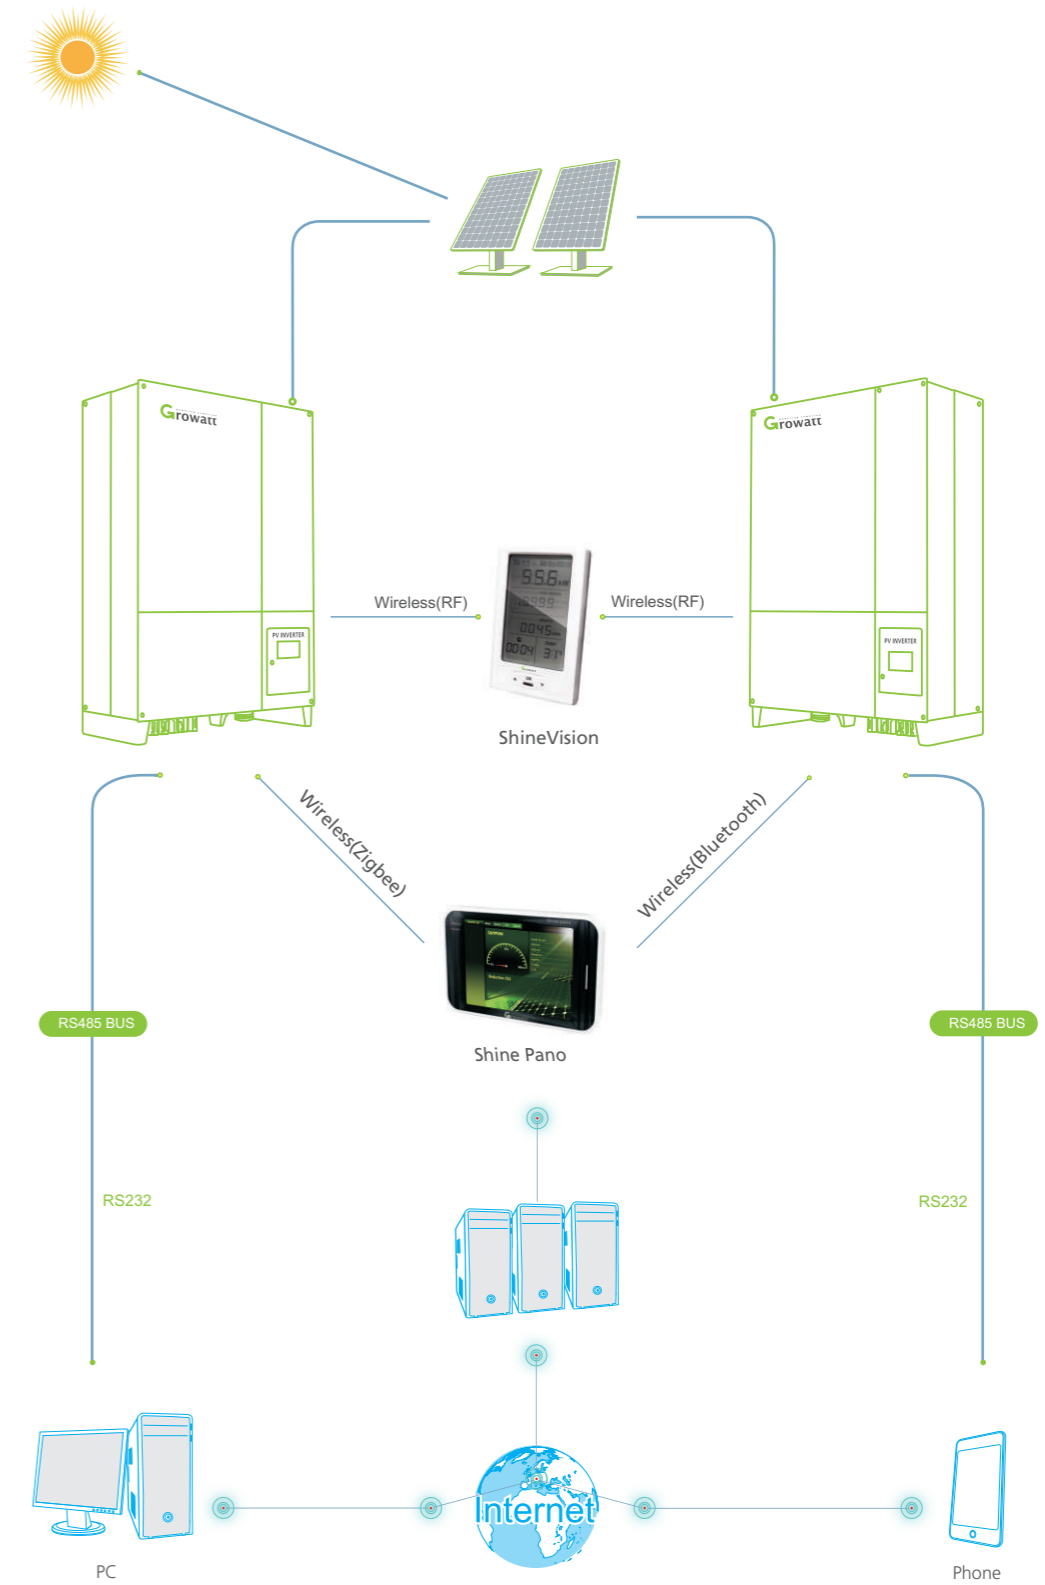 Growatt
Growatt
PV INVERTER
PV INVERTER
Wireless(RF)
Wireless(RF)
ShineVision
Wireless(Zigbee)
Wireless(Bluetooth)
Shine Pano
RS485 BUS
RS485 BUS
RS232
RS232
Internet
PC
Phone